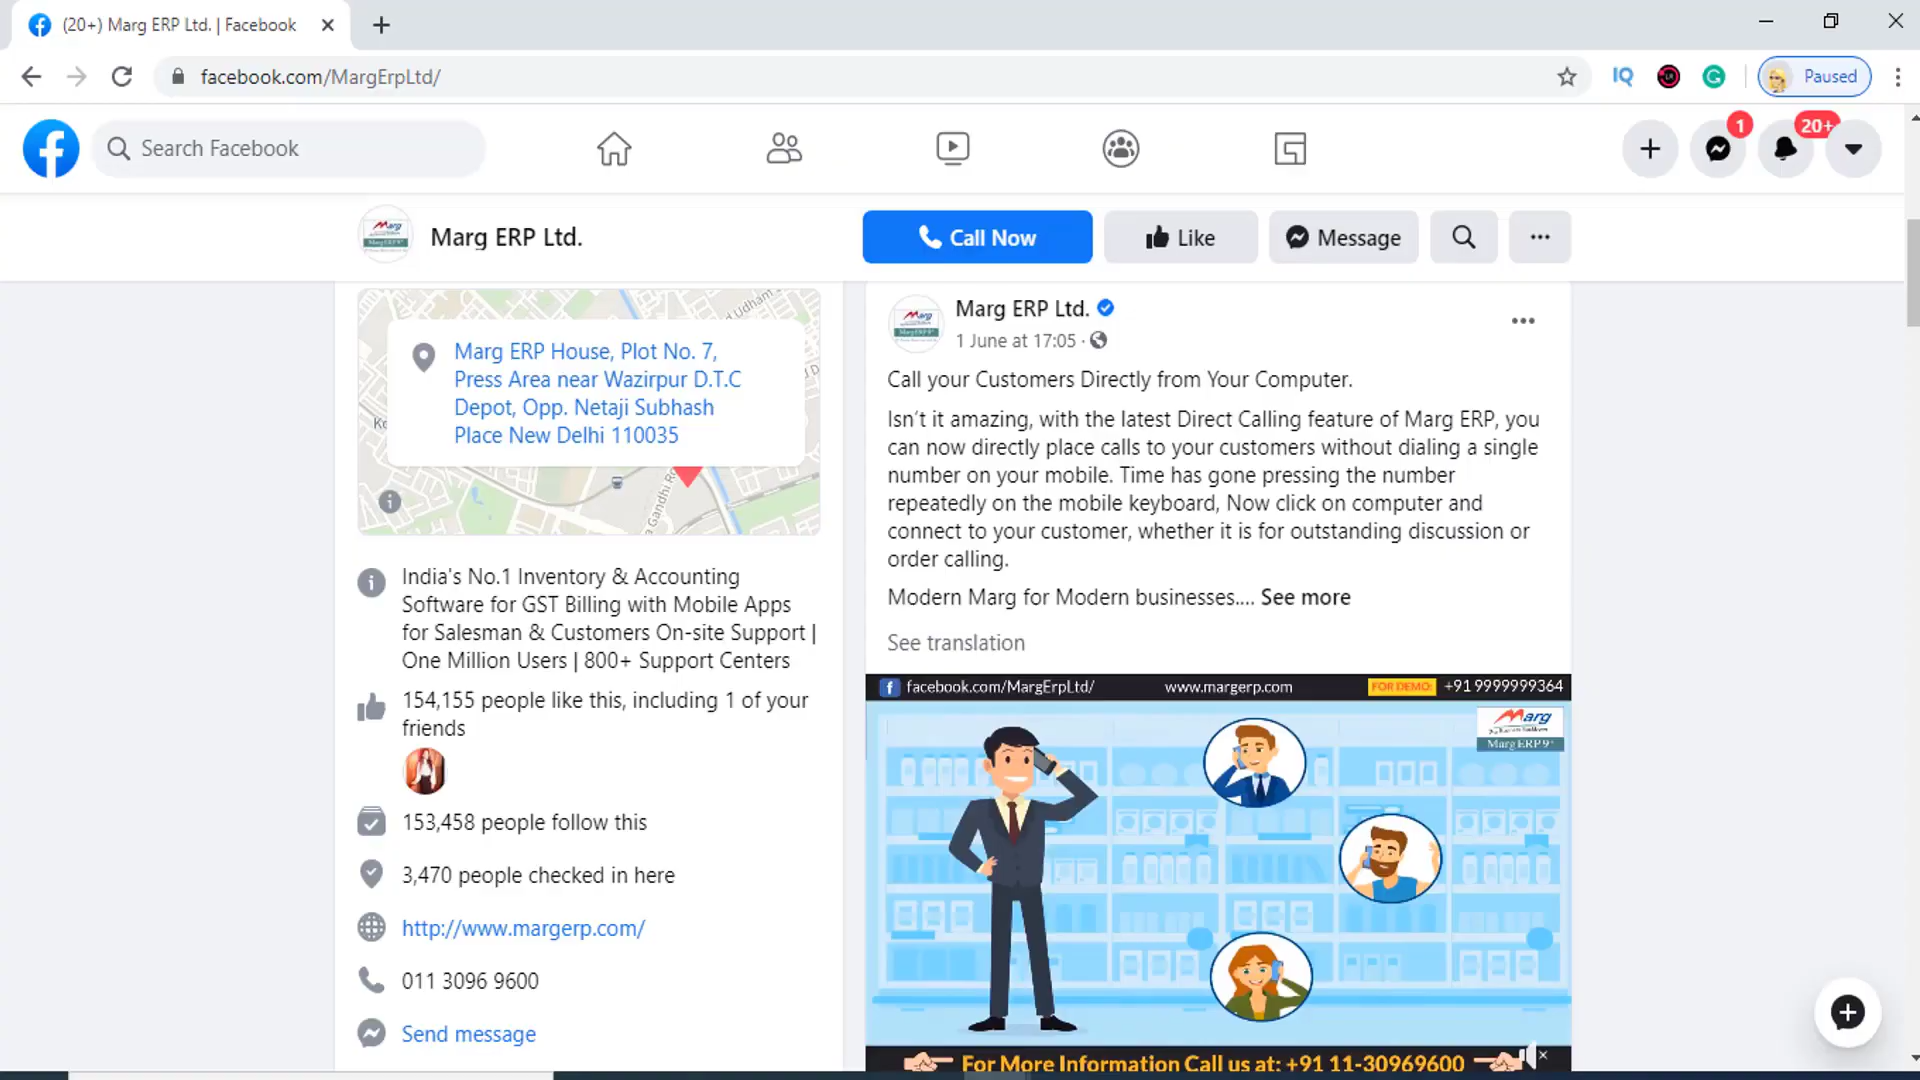 (20+) Marg ERP Ltd. | Facebook
facebook.com/MargErpLtd/
IQ
Paused
Search Facebook
1
20+
Marg ERP Ltd.
Call Now
Like
Message
Marg ERP House, Plot No. 7,
Press Area near Wazirpur D.T.C
Depot, Opp. Netaji Subhash
Place New Delhi 110035
India's No.1 Inventory & Accounting
Software for GST Billing with Mobile Apps
for Salesman & Customers On-site Support |
One Million Users | 800+ Support Centers
154,155 people like this, including 1 of your
friends
153,458 people follow this
3,470 people checked in here
http://www.margerp.com/
011 3096 9600
Send message
Marg ERP Ltd.
1 June at 17:05 ·
Call your Customers Directly from Your Computer.
Isn't it amazing, with the latest Direct Calling feature of Marg ERP, you
can now directly place calls to your customers without dialing a single
number on your mobile. Time has gone pressing the number
repeatedly on the mobile keyboard, Now click on computer and
connect to your customer, whether it is for outstanding discussion or
order calling.
Modern Marg for Modern businesses.... See more
See translation
facebook.com/MargErpLtd/ www.margerp.com FOR DEMO: +91 9999999364
Marg
Marg ERP 9+
For More Information Call us at: +91 11-30969600